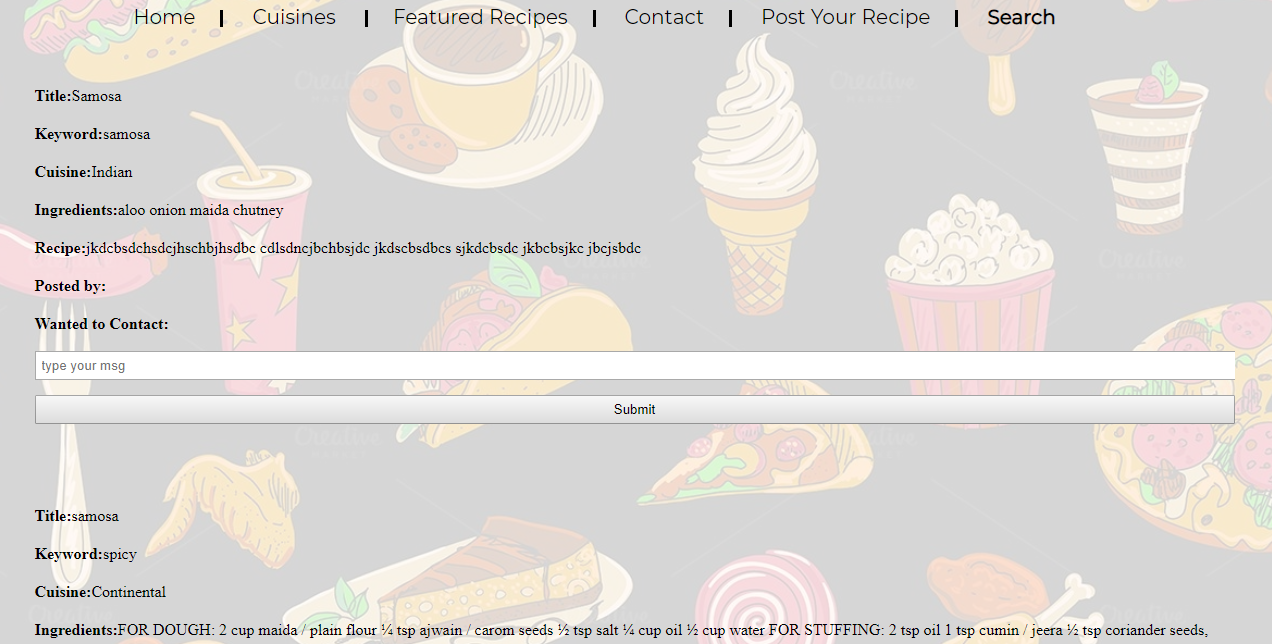 Home | Cuisines | Featured Recipes | Contact | Post Your Recipe | Search
Title:Samosa
Keyword:samosa
Cuisine:Indian
Ingredients:aloo onion maida chutney
Recipe:jkdcbsdchsdcjhschbjhsdbc cdlsdncjbchbsjdc jkdscbsdbcs sjkdcbsdc jkbcbsjkc jbcjsbdc
Posted by:
Wanted to Contact:
type your msg
Submit
Title:samosa
Keyword:spicy
Cuisine:Continental
Ingredients:FOR DOUGH: 2 cup maida / plain flour ¼ tsp ajwain / carom seeds ½ tsp salt ¼ cup oil ½ cup water FOR STUFFING: 2 tsp oil 1 tsp cumin / jeera ½ tsp coriander seeds,